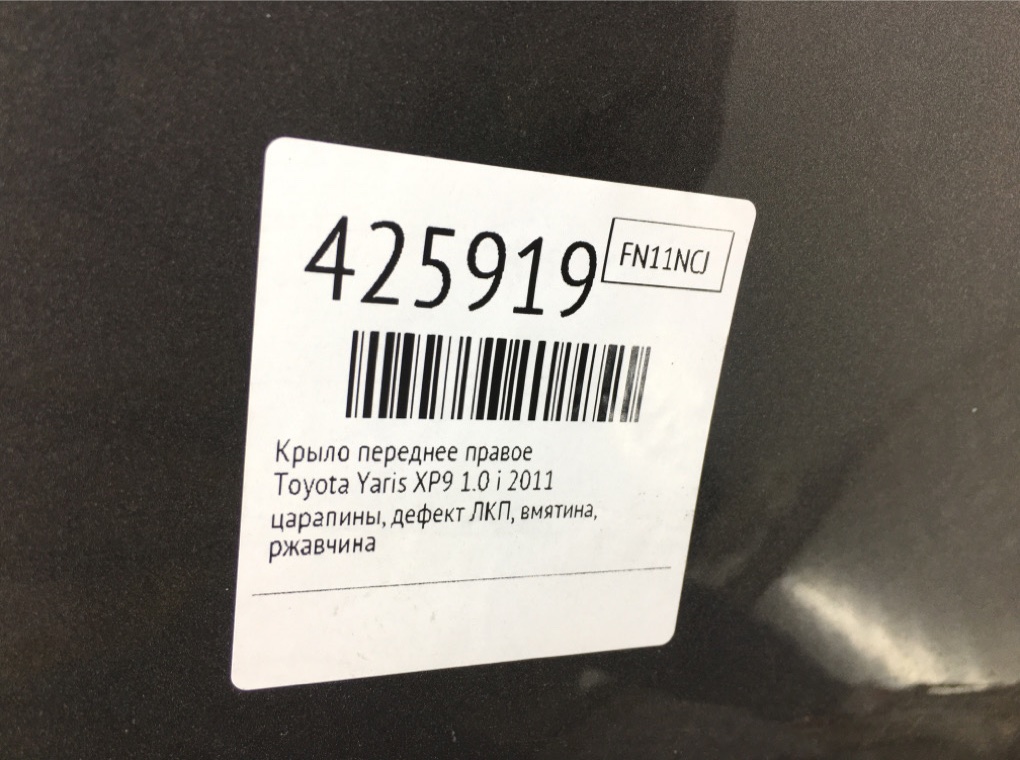 425919
FN11NCJ
Крыло переднее правое
Toyota Yaris XP9 1.0 i 2011
царапины, дефект ЛКП, вмятина,
ржавчина